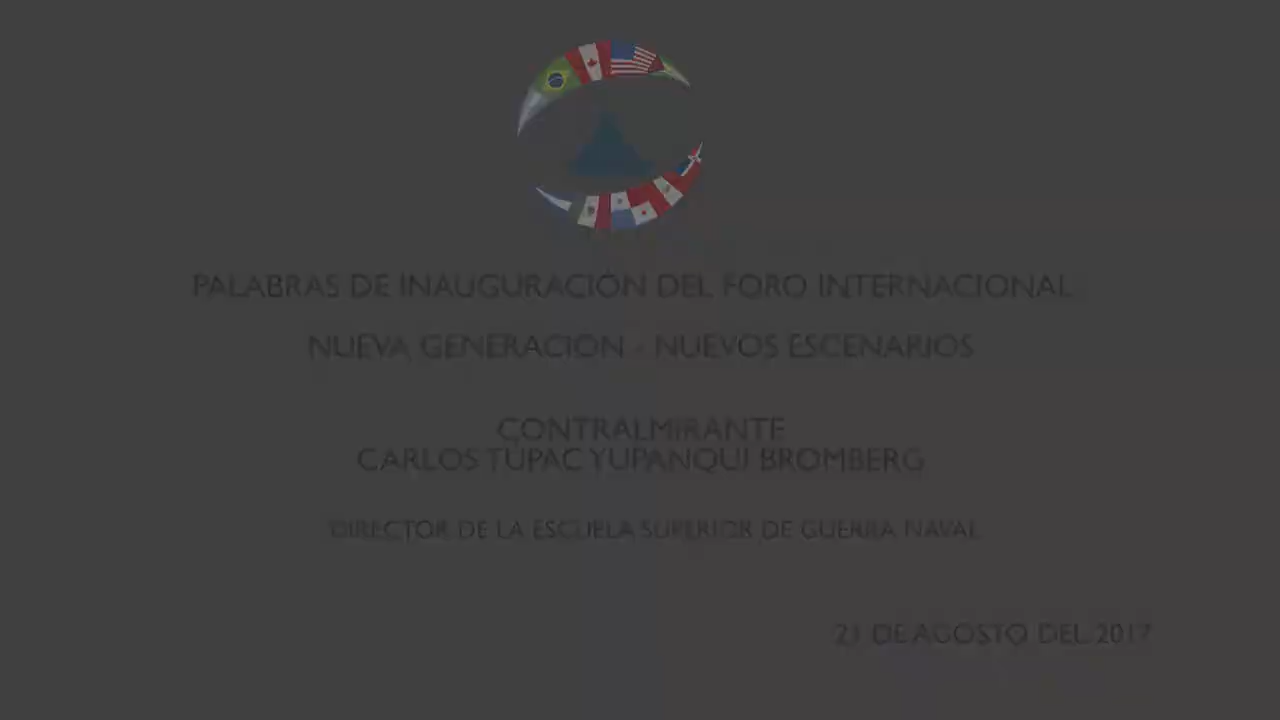 PALABRAS DE INAUGURACIÓN DEL FORO INTERNACIONAL
NUEVA GENERACION - NUEVOS ESCENARIOS
CONTRALMIRANTE
CARLOS TUPAC YUPANQUI BROMBERG
DIRECTOR DE LA ESCUELA SUPERIOR DE GUERRA NAVAL
21 DE AGOSTO DEL 2017